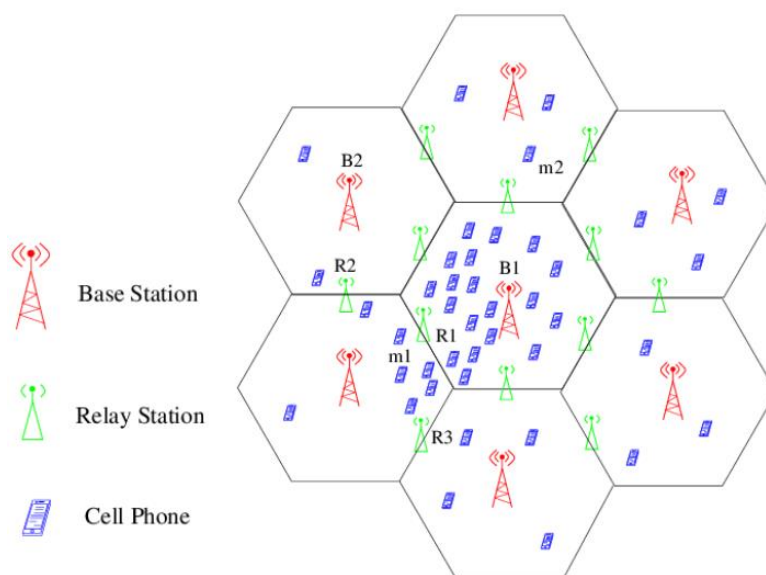 B2
m2
R2
B1
Base Station
R1
m1
Relay Station
R3
Cell Phone